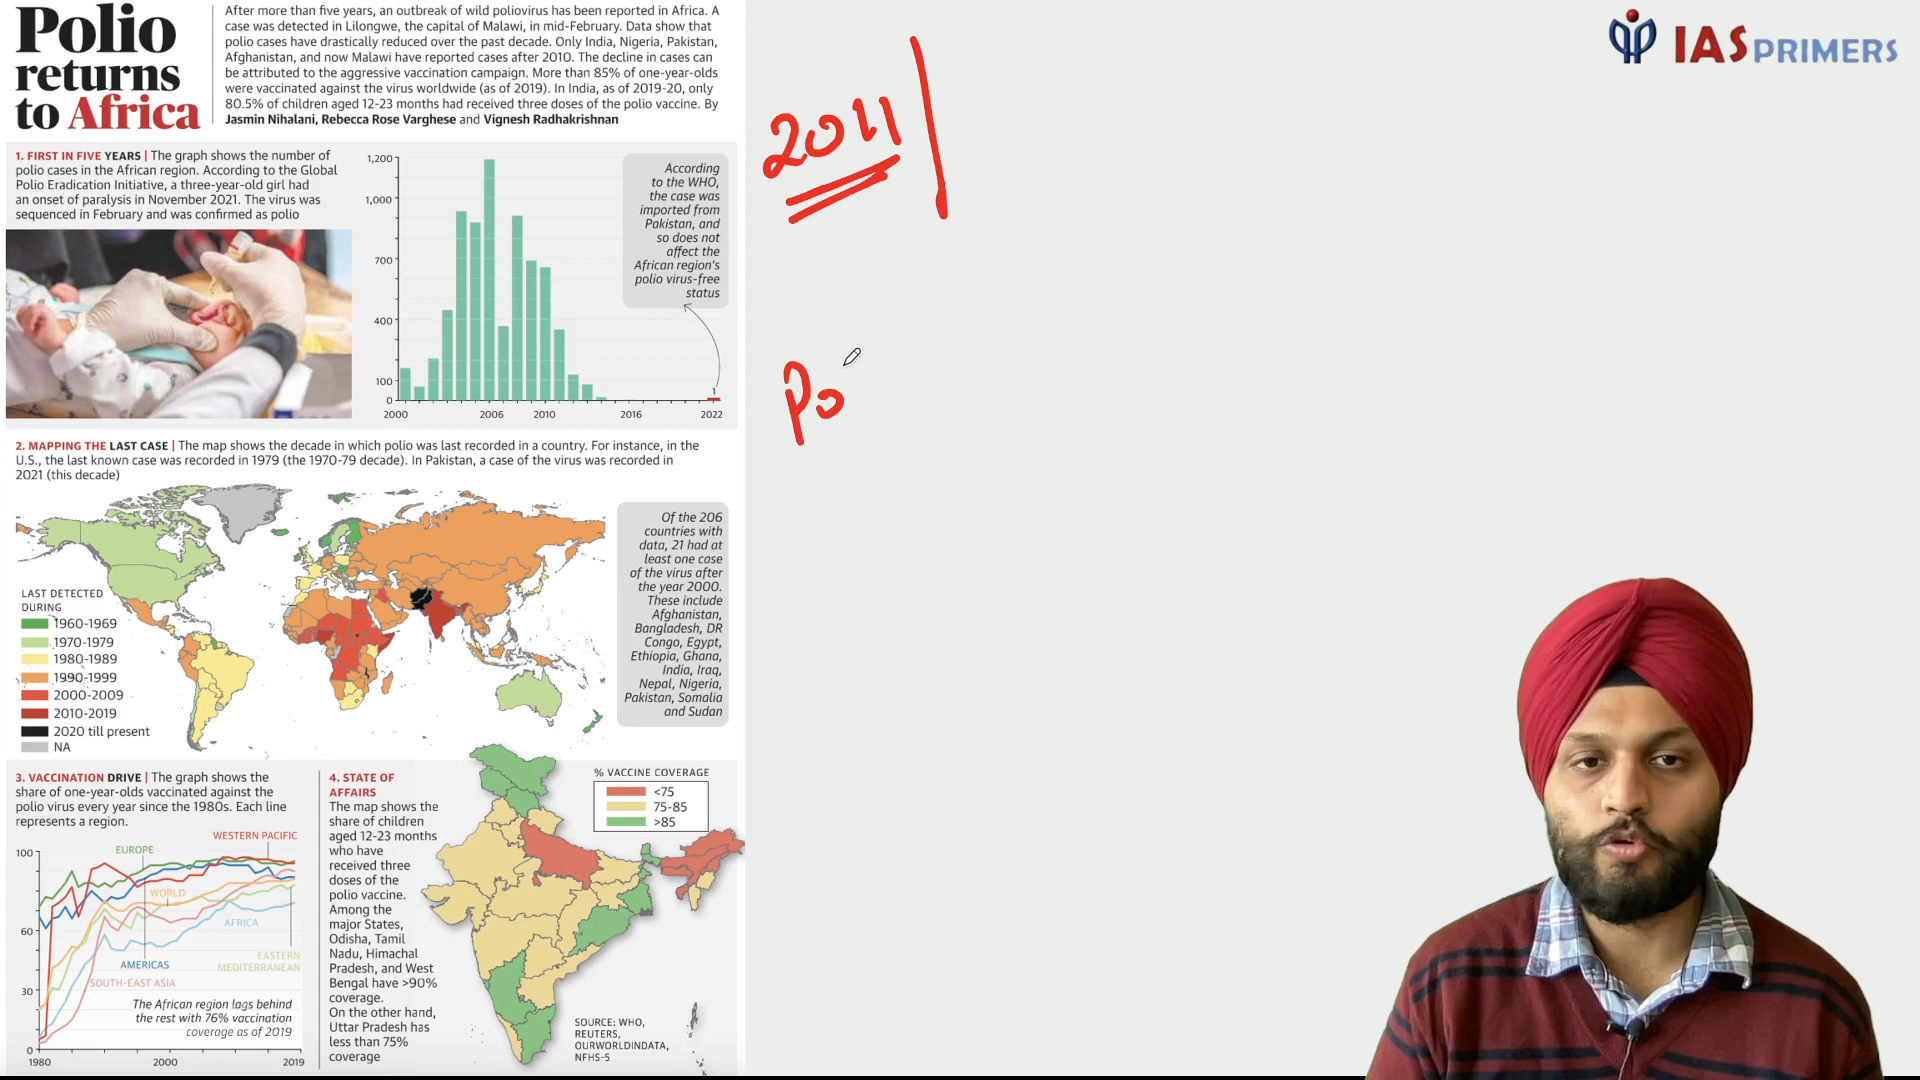 Polio
returns
to Africa
After more than five years, an outbreak of wild poliovirus has been reported in Africa. A
case was detected in Lilongwe, the capital of Malawi, in mid-February. Data show that
polio cases have drastically reduced over the past decade. Only India, Nigeria, Pakistan,
Afghanistan, and now Malawi have reported cases after 2010. The decline in cases can
be attributed to the aggressive vaccination campaign. More than 85% of one-year-olds
were vaccinated against the virus worldwide (as of 2019). In India, as of 2019-20, only
80.5% of children aged 12-23 months had received three doses of the polio vaccine. By
Jasmin Nihalani, Rebecca Rose Varghese and Vignesh Radhakrishnan
1. FIRST IN FIVE YEARS | The graph shows the number of
polio cases in the African region. According to the Global
Polio Eradication Initiative, a three-year-old girl had
an onset of paralysis in November 2021. The virus was
sequenced in February and was confirmed as polio
1,200
1,000
700
400
100
0
2000
2006
2010
2016
2022
1
According
to the WHO,
the case was
imported from
Pakistan, and
so does not
affect the
African region's
polio virus-free
status
2. MAPPING THE LAST CASE | The map shows the decade in which polio was last recorded in a country. For instance, in the
U.S., the last known case was recorded in 1979 (the 1970-79 decade). In Pakistan, a case of the virus was recorded in
2021 (this decade)
LAST DETECTED
DURING
1960-1969
1970-1979
1980-1989
1990-1999
2000-2009
2010-2019
2020 till present
NA
Of the 206
countries with
data, 21 had at
least one case
of the virus after
the year 2000.
These include
Afghanistan,
Bangladesh, DR
Congo, Egypt,
Ethiopia, Ghana,
India, Iraq,
Nepal, Nigeria,
Pakistan, Somalia
and Sudan
3. VACCINATION DRIVE | The graph shows the
share of one-year-olds vaccinated against the
polio virus every year since the 1980s. Each line
represents a region.
WESTERN PACIFIC
EUROPE
WORLD
AFRICA
AMERICAS
EASTERN
MEDITERRANEAN
SOUTH-EAST ASIA
100
60
30
0
1980
2000
2019
The African region lags behind
the rest with 76% vaccination
coverage as of 2019
4. STATE OF
AFFAIRS
The map shows the
share of children
aged 12-23 months
who have
received three
doses of the
polio vaccine.
Among the
major States,
Odisha, Tamil
Nadu, Himachal
Pradesh, and West
Bengal have >90%
coverage.
On the other hand,
Uttar Pradesh has
less than 75%
coverage
% VACCINE COVERAGE
<75
75-85
>85
SOURCE: WHO,
REUTERS,
OURWORLDINDATA,
NFHS-5
2011
Po
IAS PRIMERS